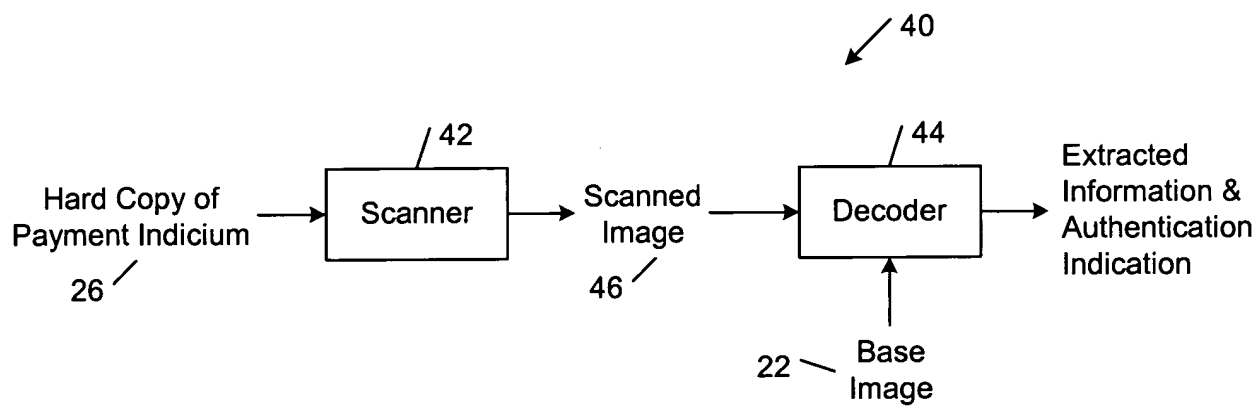 40
42
44
Hard Copy of
Payment Indicium
26
Scanner
Scanned
Image
46
Decoder
Extracted
Information &
Authentication
Indication
22
Base
Image